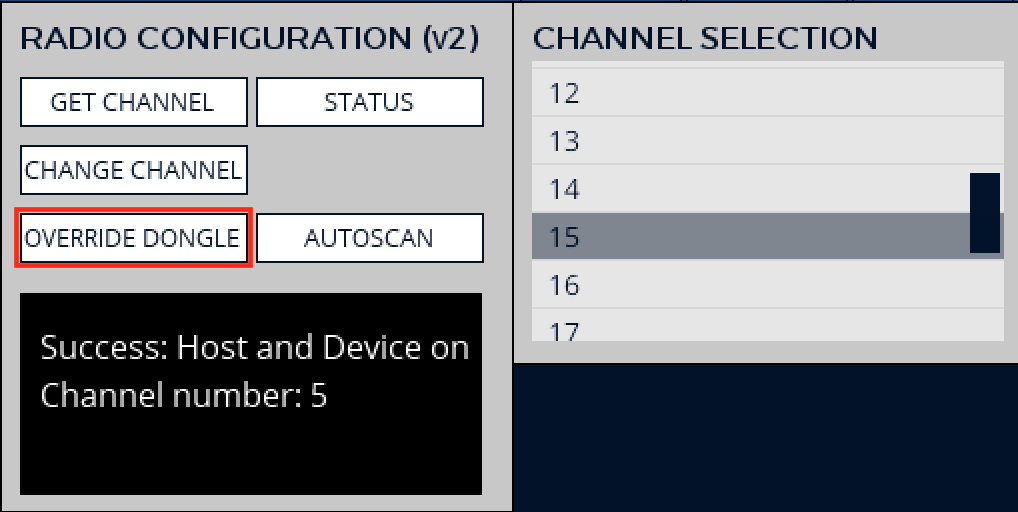 RADIO CONFIGURATION (v2)
GET CHANNEL
STATUS
CHANGE CHANNEL
OVERRIDE DONGLE
AUTOSCAN
Success: Host and Device on
Channel number: 5
CHANNEL SELECTION
12
13
14
15
16
17